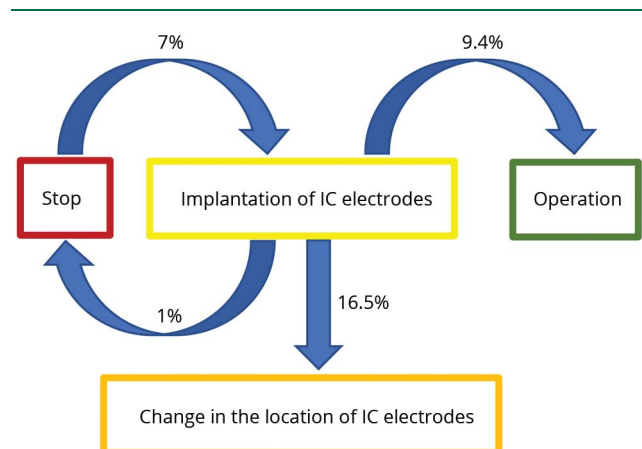 7%
9.4%
Stop
Implantation of IC electrodes
Operation
1%
16.5%
Change in the location of IC electrodes